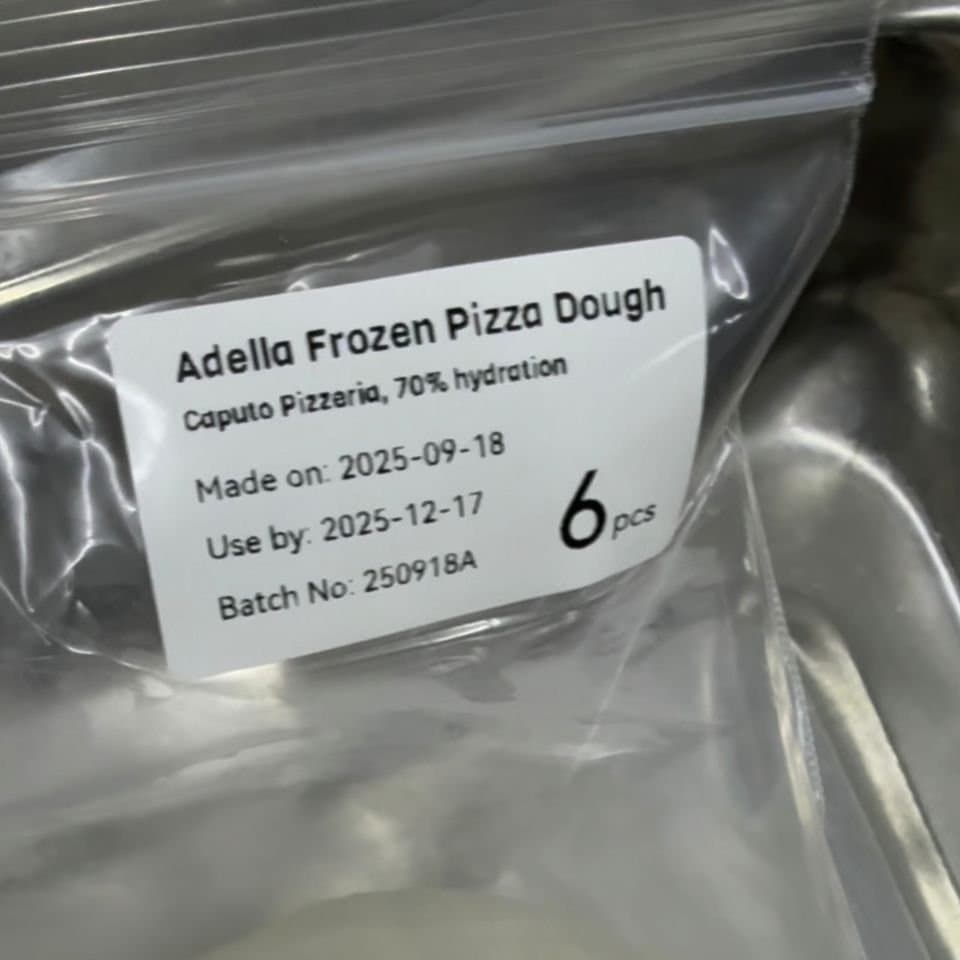 Adella Frozen Pizza Dough
Caputo Pizzeria, 70% hydration
Made on: 2025-09-18
Use by: 2025-12-17
Batch No: 250918A
6 pcs